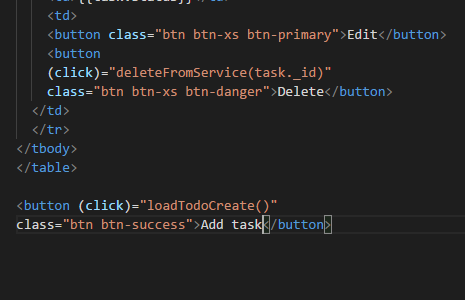 <td>
<button class="btn btn-xs btn-primary">Edit</button>
<button
(click)="deleteFromService(task._id)"
class="btn btn-xs btn-danger">Delete</button>
</td>
</tr>
</tbody>
</table>
<button (click)="loadTodoCreate()"
class="btn btn-success">Add task</button>